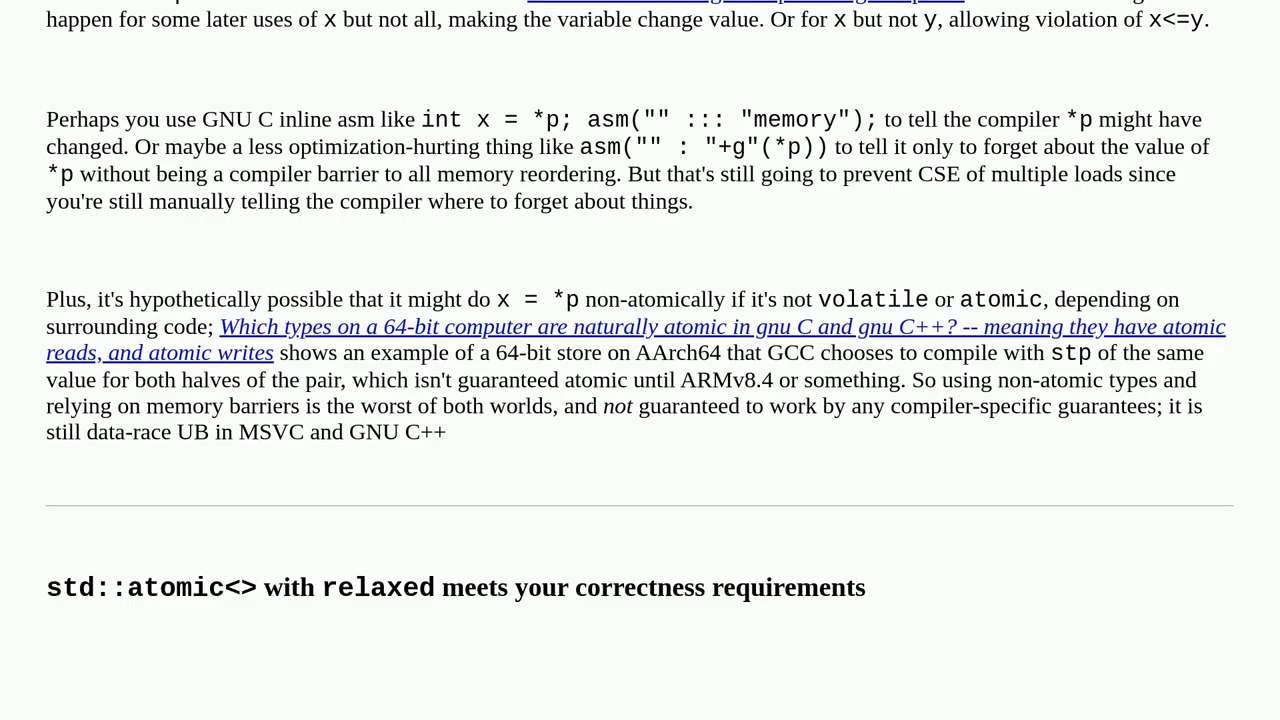 happen for some later uses of x but not all, making the variable change value. Or for x but not y, allowing violation of x<=y.
Perhaps you use GNU C inline asm like int x = *p; asm("" ::: "memory"); to tell the compiler *p might have
changed. Or maybe a less optimization-hurting thing like asm("" : "+g"(*p)) to tell it only to forget about the value of
*p without being a compiler barrier to all memory reordering. But that's still going to prevent CSE of multiple loads since
you're still manually telling the compiler where to forget about things.
Plus, it's hypothetically possible that it might do x = *p non-atomically if it's not volatile or atomic, depending on
surrounding code; Which types on a 64-bit computer are naturally atomic in gnu C and gnu C++? -- meaning they have atomic
reads, and atomic writes shows an example of a 64-bit store on AArch64 that GCC chooses to compile with stp of the same
value for both halves of the pair, which isn't guaranteed atomic until ARMv8.4 or something. So using non-atomic types and
relying on memory barriers is the worst of both worlds, and not guaranteed to work by any compiler-specific guarantees; it is
still data-race UB in MSVC and GNU C++
std::atomic<> with relaxed meets your correctness requirements